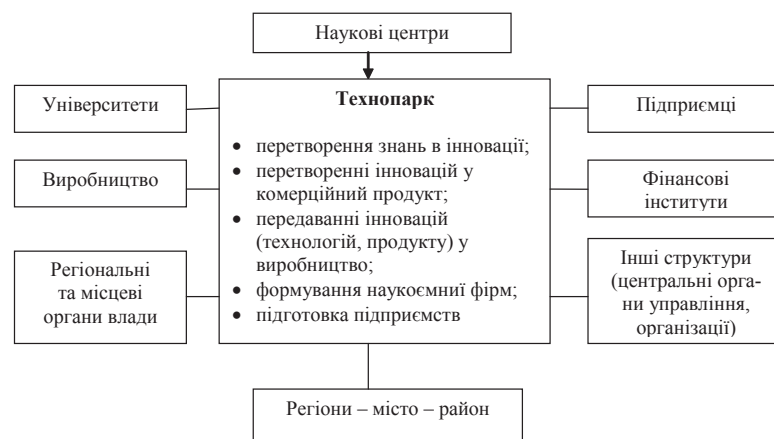 Наукові центри
Університети
Виробництво
Регіональні
та місцеві
органи влади
Технопарк
• перетворення знань в інновації;
• перетворенні інновацій у
комерційний продукт;
• передаванні інновацій
(технологій, продукту) у
виробництво;
• формування наукоємниї фірм;
• підготовка підприємств
Підприємці
Фінансові
інститути
Інші структури
(центральні орга-
ни управління,
організації)
Регіони – місто – район